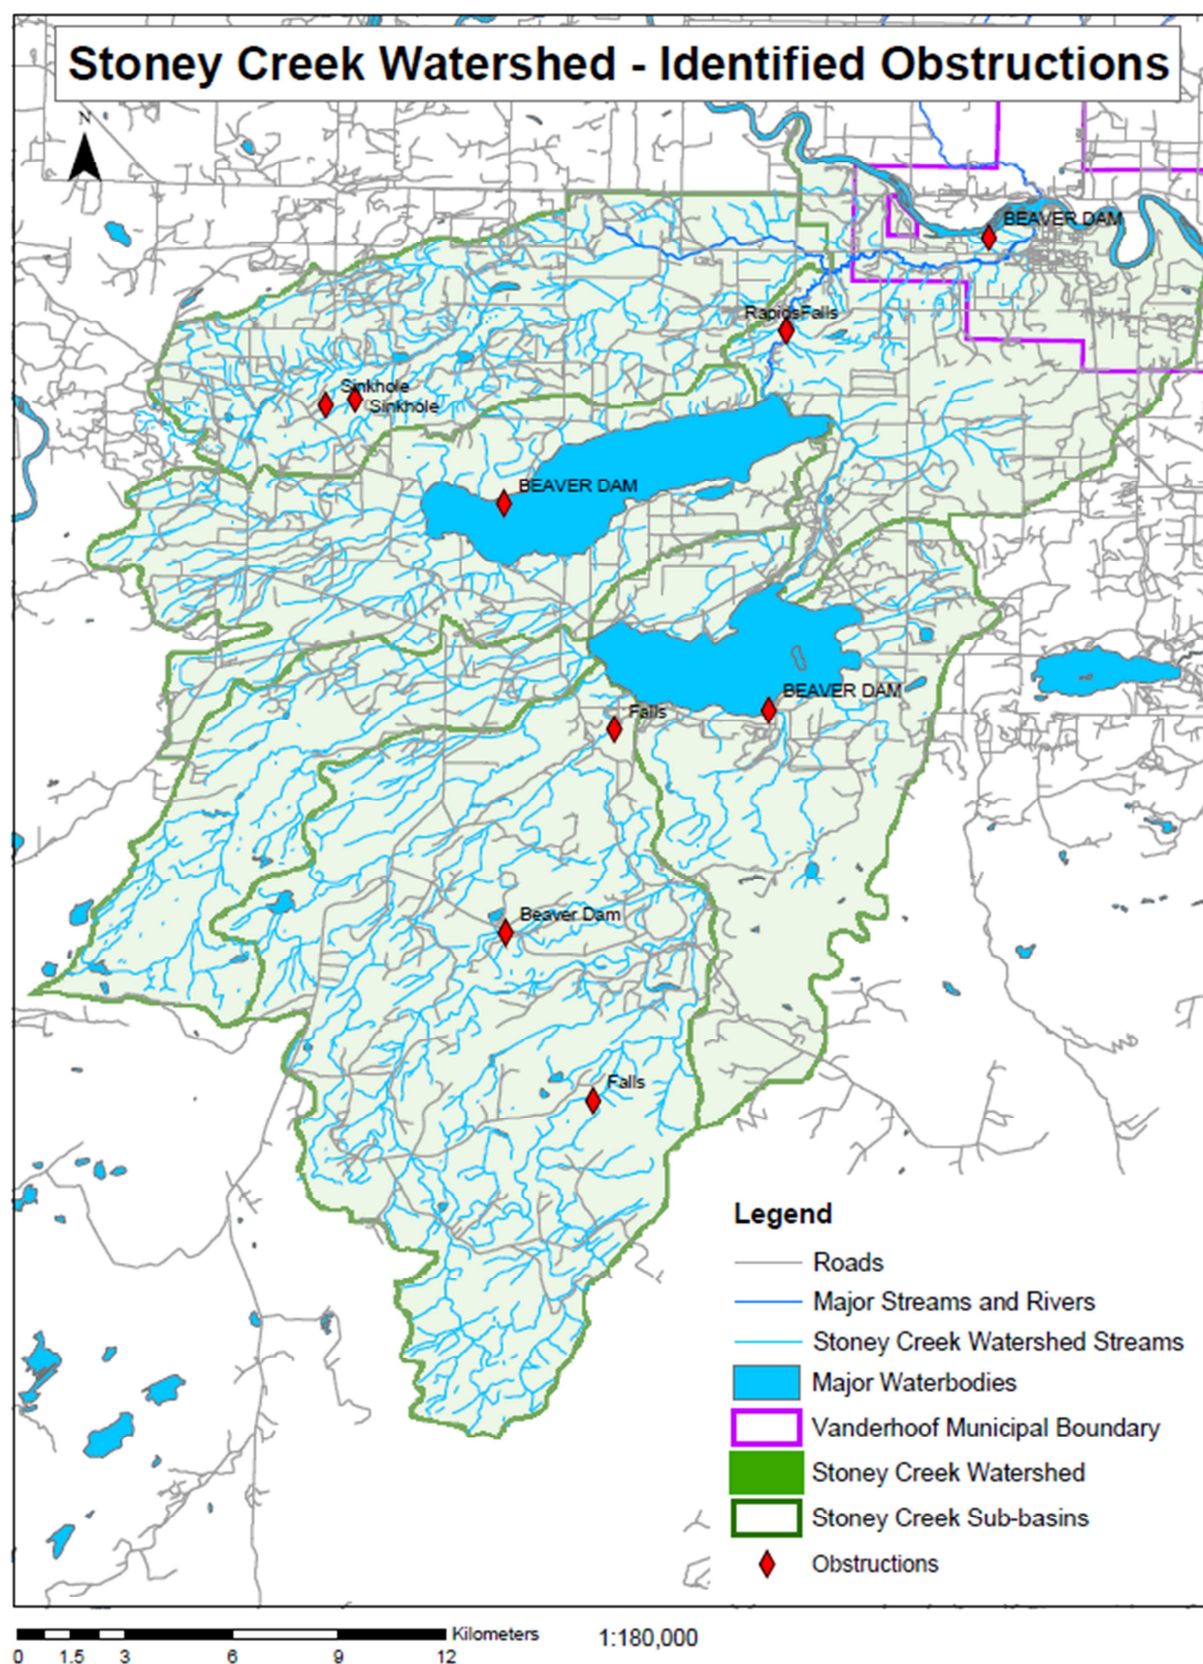 Stoney Creek Watershed - Identified Obstructions
N
BEAVER DAM
RapidsFalls
Sinkhole
Sinkhole
BEAVER DAM
BEAVER DAM
Falls
Beaver Dam
Falls
Legend
Roads
Major Streams and Rivers
Stoney Creek Watershed Streams
Major Waterbodies
Vanderhoof Municipal Boundary
Stoney Creek Watershed
Stoney Creek Sub-basins
Obstructions
Kilometers
1:180,000
0 1.5 3 6 9 12